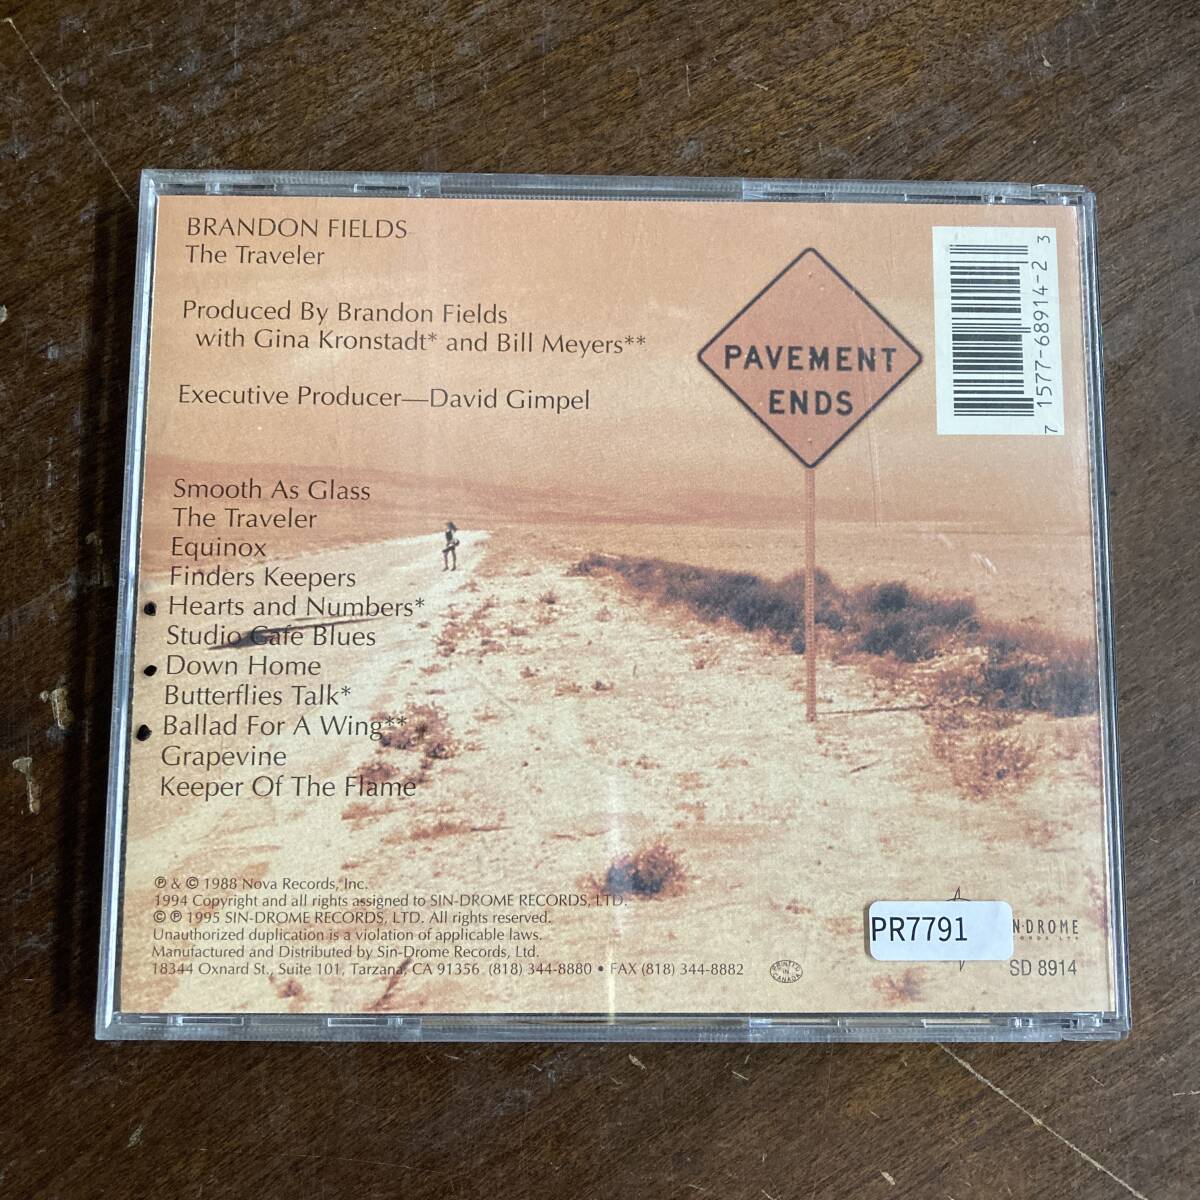 BRANDON FIELDS
The Traveler
Produced By Brandon Fields
with Gina Kronstadt* and Bill Meyers**
Executive Producer—David Gimpel
PAVEMENT
ENDS
7 1577-68914-2 3
Smooth As Glass
The Traveler
Equinox
Finders Keepers
Hearts and Numbers*
Studio Cafe Blues
Down Home
Butterflies Talk*
Ballad For A Wing**
Grapevine
Keeper Of The Flame
℗ & © 1988 Nova Records, Inc.
1994 Copyright and all rights assigned to SIN-DROME RECORDS, LTD.
© ℗ 1995 SIN-DROME RECORDS, LTD. All rights reserved.
Unauthorized duplication is a violation of applicable laws.
Manufactured and Distributed by Sin-Drome Records, Ltd.
18344 Oxnard St., Suite 101, Tarzana, CA 91356 (818) 344-8880 • FAX (818) 344-8882
PRINTED
IN
CANADA
PR7791
N·DROME
SD 8914